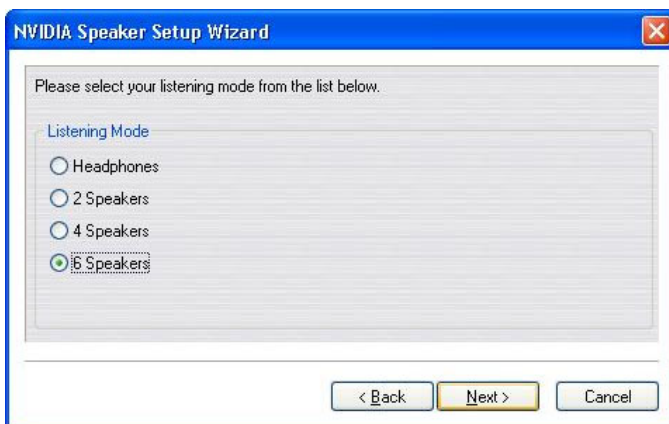 NVIDIA Speaker Setup Wizard
Please select your listening mode from the list below.
Listening Mode
Headphones
2 Speakers
4 Speakers
6 Speakers
< Back Next > Cancel